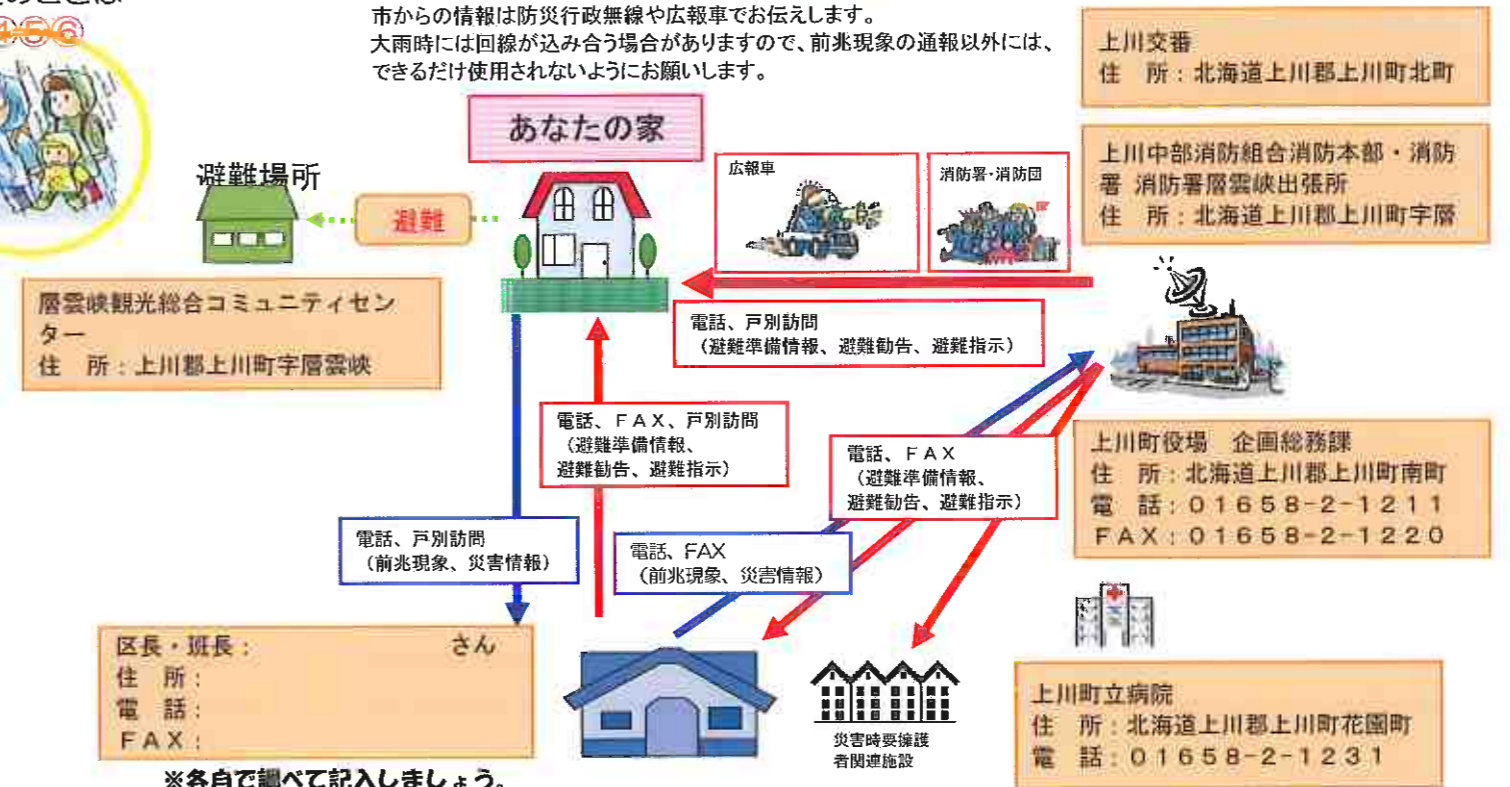 市からの情報は防災行政無線や広報車でお伝えします。
大雨時には回線が込み合う場合がありますので、前兆現象の通報以外には、
できるだけ使用されないようにお願いします。
上川交番
住 所：北海道上川郡上川町北町
あなたの家
上川中部消防組合消防本部・消防
署 消防署層雲峡出張所
住 所：北海道上川郡上川町字層
広報車
消防署・消防団
避難場所
避難
層雲峡観光総合コミュニティセン
ター
住 所：上川郡上川町字層雲峡
電話、戸別訪問
（避難準備情報、避難勧告、避難指示）
電話、ＦＡＸ、戸別訪問
（避難準備情報、
避難勧告、避難指示）
電話、ＦＡＸ
（避難準備情報、
避難勧告、避難指示）
上川町役場 企画総務課
住 所：北海道上川郡上川町南町
電 話：０１６５８-２-１２１１
ＦＡＸ：０１６５８-２-１２２０
電話、戸別訪問
（前兆現象、災害情報）
電話、FAX
（前兆現象、災害情報）
区長・班長： さん
住 所：
電 話：
ＦＡＸ：
※各自で調べて記入しましょう。
災害時要擁護
者関連施設
上川町立病院
住 所：北海道上川郡上川町花園町
電 話：０１６５８-２-１２３１